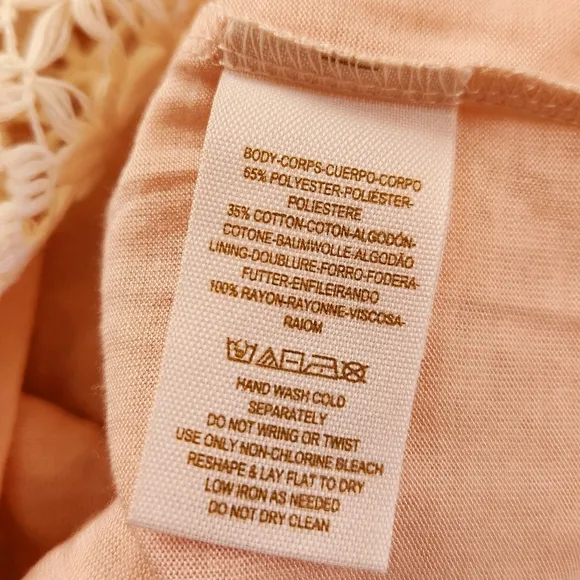 BODY-CORPS-CUERPO-CORPO
65% POLYESTER-POLIÉSTER-
POLIESTERE
35% COTTON-COTON-ALGODÓN-
COTONE-BAUMWOLLE-ALGODÃO
LINING-DOUBLURE-FORRO-FODERA-
FUTTER-ENFILEIRANDO
100% RAYON-RAYONNE-VISCOSA-
RAIOM
HAND WASH COLD
SEPARATELY
DO NOT WRING OR TWIST
USE ONLY NON-CHLORINE BLEACH
RESHAPE & LAY FLAT TO DRY
LOW IRON AS NEEDED
DO NOT DRY CLEAN